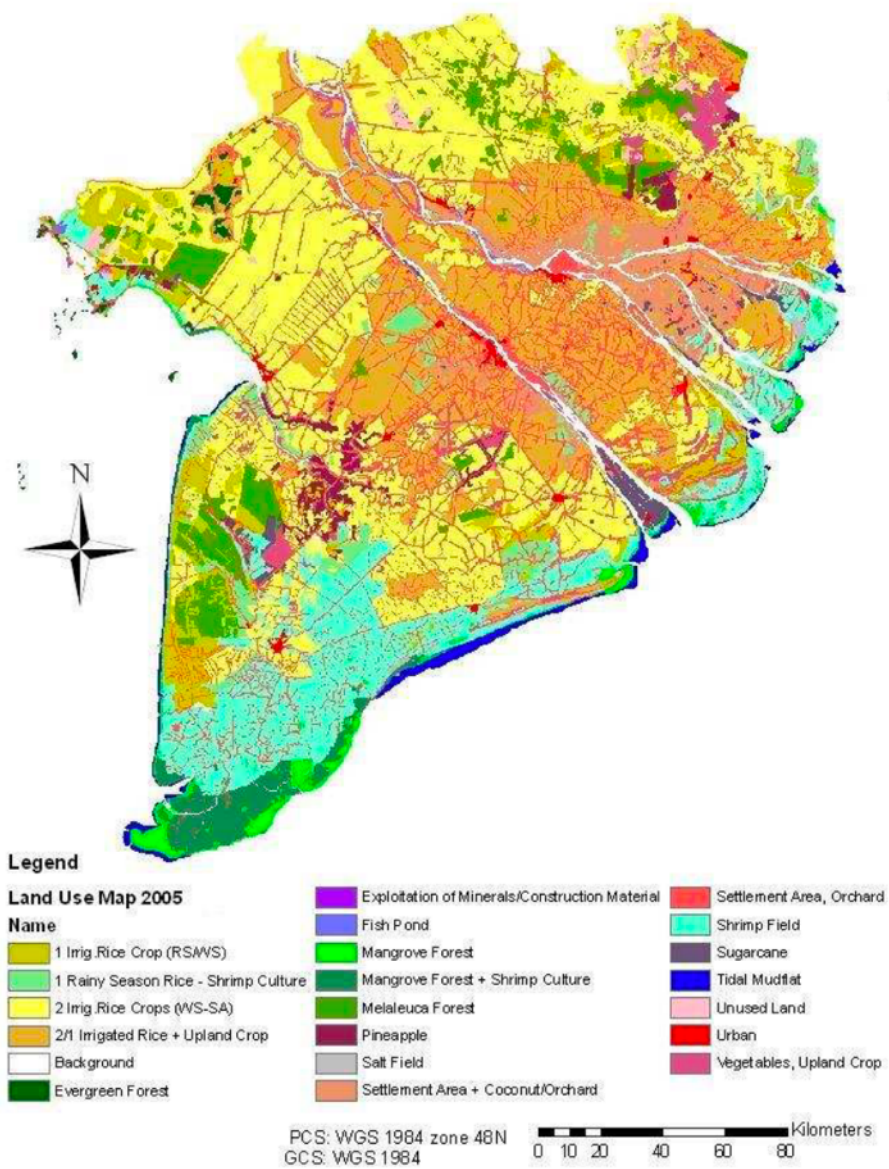 N
Legend
Land Use Map 2005
Name
1 Irrig.Rice Crop (RS/WS)
1 Rainy Season Rice - Shrimp Culture
2 Irrig.Rice Crops (WS-SA)
2/1 Irrigated Rice + Upland Crop
Background
Evergreen Forest
Exploitation of Minerals/Construction Material
Fish Pond
Mangrove Forest
Mangrove Forest + Shrimp Culture
Melaleuca Forest
Pineapple
Salt Field
Settlement Area + Coconut/Orchard
Settlement Area, Orchard
Shrimp Field
Sugarcane
Tidal Mudflat
Unused Land
Urban
Vegetables, Upland Crop
PCS: WGS 1984 zone 48N
GCS: WGS 1984
Kilometers
0 10 20 40 60 80